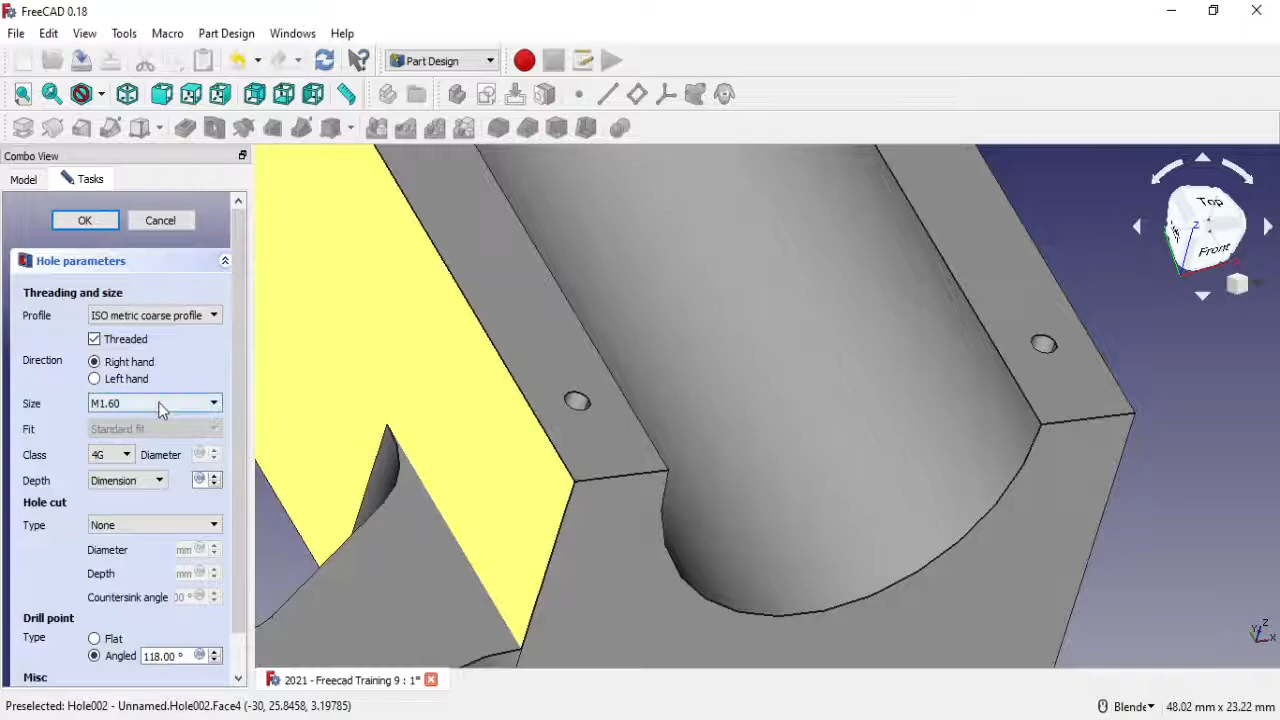 FreeCAD 0.18
File Edit View Tools Macro Part Design Windows Help
Part Design
Combo View
Model Tasks
OK Cancel
Hole parameters
Threading and size
Profile ISO metric coarse profile
Threaded
Direction Right hand
Left hand
Size M1.60
Fit Standard fit
Class 4G Diameter
Depth Dimension
Hole cut
Type None
Diameter mm
Depth mm
Countersink angle 00 °
Drill point
Type Flat
Angled 118.00 °
Misc
Top
Front
Z
X
2021 - Freecad Training 9 : 1*
Preselected: Hole002 - Unnamed.Hole002.Face4 (-30, 25.8458, 3.19785)
Blende 48.02 mm x 23.22 mm